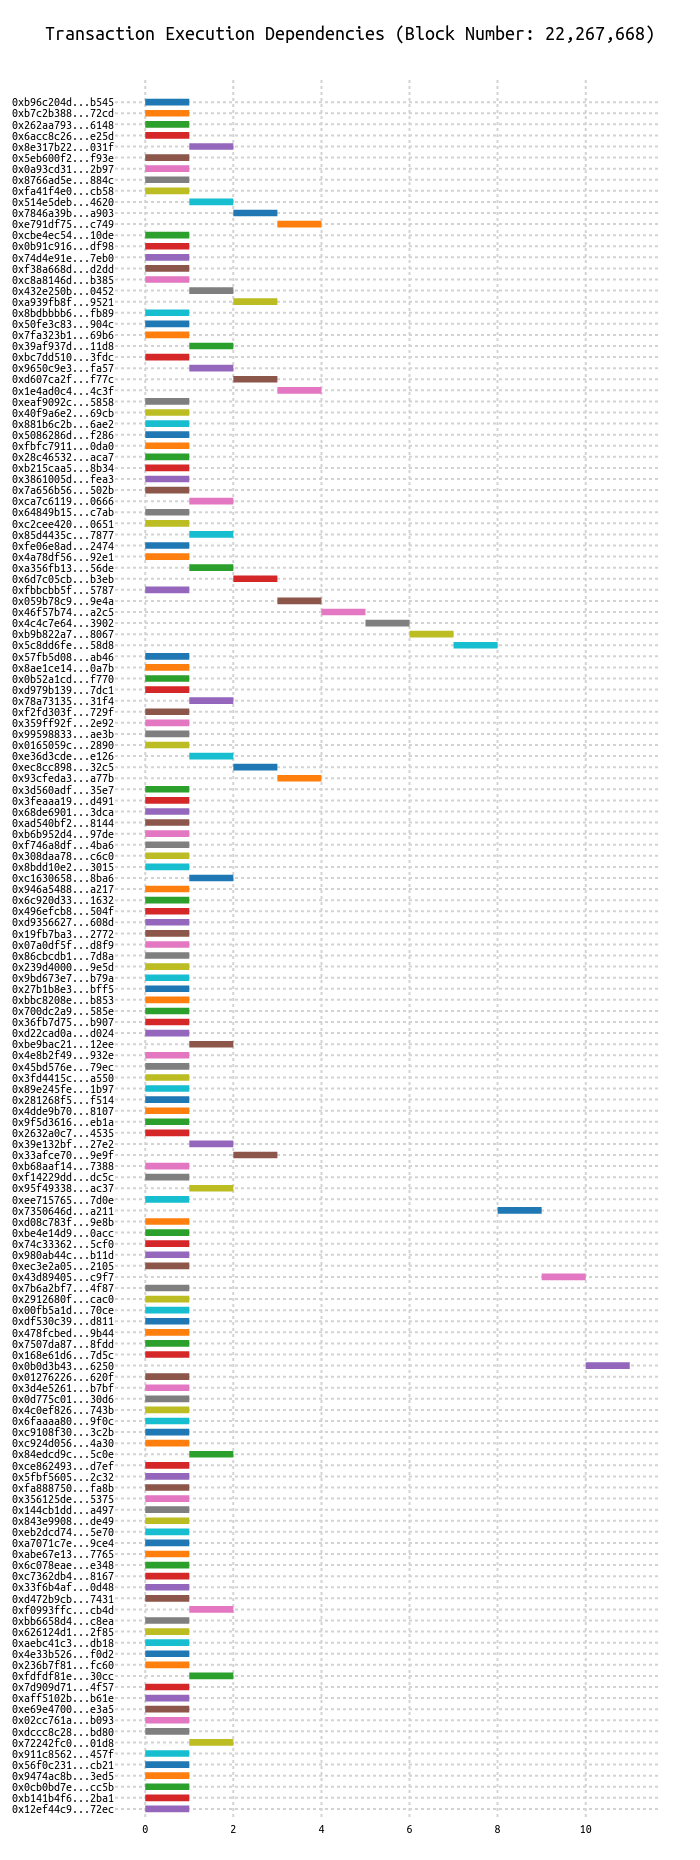 Transaction Execution Dependencies (Block Number: 22,267,668)
0xb96c204d...b545
0xb7c2b388...72cd
0x262aa793...6148
0x6acc8c26...e25d
0x8e317b22...031f
0x5eb600f2...f93e
0x0a93cd31...2b97
0x8766ad5e...884c
0xfa41f4e0...cb58
0x514e5deb...4620
0x7846a39b...a903
0xe791df75...c749
0xcbe4ec54...10de
0x0b91c916...df98
0x74d4e91e...7eb0
0xf38a668d...d2dd
0xc8a8146d...b385
0x432e250b...0452
0xa939fb8f...9521
0x8bdbbbb6...fb89
0x50fe3c83...904c
0x7fa323b1...69b6
0x39af937d...11d8
0xbc7dd510...3fdc
0x9650c9e3...fa57
0xd607ca2f...f77c
0x1e4ad0c4...4c3f
0xeaf9092c...5858
0x40f9a6e2...69cb
0x881b6c2b...6ae2
0x5086286d...f286
0xfbfc7911...0da0
0x28c46532...aca7
0xb215caa5...8b34
0x3861005d...fea3
0x7a656b56...502b
0xca7c6119...0666
0x64849b15...c7ab
0xc2cee420...0651
0x85d4435c...7877
0xfe06e8ad...2474
0x4a78df56...92e1
0xa356fb13...56de
0x6d7c05cb...b3eb
0xfbbcbb5f...5787
0x059b78c9...9e4a
0x46f57b74...a2c5
0x4c4c7e64...3902
0xb9b822a7...8067
0x5c8dd6fe...58d8
0x57fb5d08...ab46
0x8ae1ce14...0a7b
0x0b52a1cd...f770
0xd979b139...7dc1
0x78a73135...31f4
0xf2fd303f...729f
0x359ff92f...2e92
0x99598833...ae3b
0x0165059c...2890
0xe36d3cde...e126
0xec8cc898...32c5
0x93cfeda3...a77b
0x3d560adf...35e7
0x3feaaa19...d491
0x68de6901...3dca
0xad540bf2...8144
0xb6b952d4...97de
0xf746a8df...4ba6
0x308daa78...c6c0
0x8bdd10e2...3015
0xc1630658...8ba6
0x946a5488...a217
0x6c920d33...1632
0x496efcb8...504f
0xd9356627...608d
0x19fb7ba3...2772
0x07a0df5f...d8f9
0x86cbcdb1...7d8a
0x239d4000...9e5d
0x9bd673e7...b79a
0x27b1b8e3...bff5
0xbbc8208e...b853
0x700dc2a9...585e
0x36fb7d75...b907
0xd22cad0a...d024
0xbe9bac21...12ee
0x4e8b2f49...932e
0x45bd576e...79ec
0x3fd4415c...a550
0x89e245fe...1b97
0x281268f5...f514
0x4dde9b70...8107
0x9f5d3616...eb1a
0x2632a0c7...4535
0x39e132bf...27e2
0x33afce70...9e9f
0xb68aaf14...7388
0xf14229dd...dc5c
0x95f49338...ac37
0xee715765...7d0e
0x7350646d...a211
0xd08c783f...9e8b
0xbe4e14d9...0acc
0x74c33362...5cf0
0x980ab44c...b11d
0xec3e2a05...2105
0x43d89405...c9f7
0x7b6a2bf7...4f87
0x2912680f...cac0
0x00fb5a1d...70ce
0xdf530c39...d811
0x478fcbed...9b44
0x7507da87...8fdd
0x168e61d6...7d5c
0x0b0d3b43...6250
0x01276226...620f
0x3d4e5261...b7bf
0x0d775c01...30d6
0x4c0ef826...743b
0x6faaaa80...9f0c
0xc9108f30...3c2b
0xc924d056...4a30
0x84edcd9c...5c0e
0xce862493...d7ef
0x5fbf5605...2c32
0xfa888750...fa8b
0x356125de...5375
0x144cb1dd...a497
0x843e9908...de49
0xeb2dcd74...5e70
0xa7071c7e...9ce4
0xabe67e13...7765
0x6c078eae...e348
0xc7362db4...8167
0x33f6b4af...0d48
0xd472b9cb...7431
0xf0993ffc...cb4d
0xbb6658d4...c8ea
0x626124d1...2f85
0xaebc41c3...db18
0x4e33b526...f0d2
0x236b7f81...fc60
0xfdfdf81e...30cc
0x7d909d71...4f57
0xaff5102b...b61e
0xe69e4700...e3a5
0x02cc761a...b093
0xdccc8c28...bd80
0x72242fc0...01d8
0x911c8562...457f
0x56f0c231...cb21
0x9474ac8b...3ed5
0x0cb0bd7e...cc5b
0xb141b4f6...2ba1
0x12ef44c9...72ec
0 2 4 6 8 10